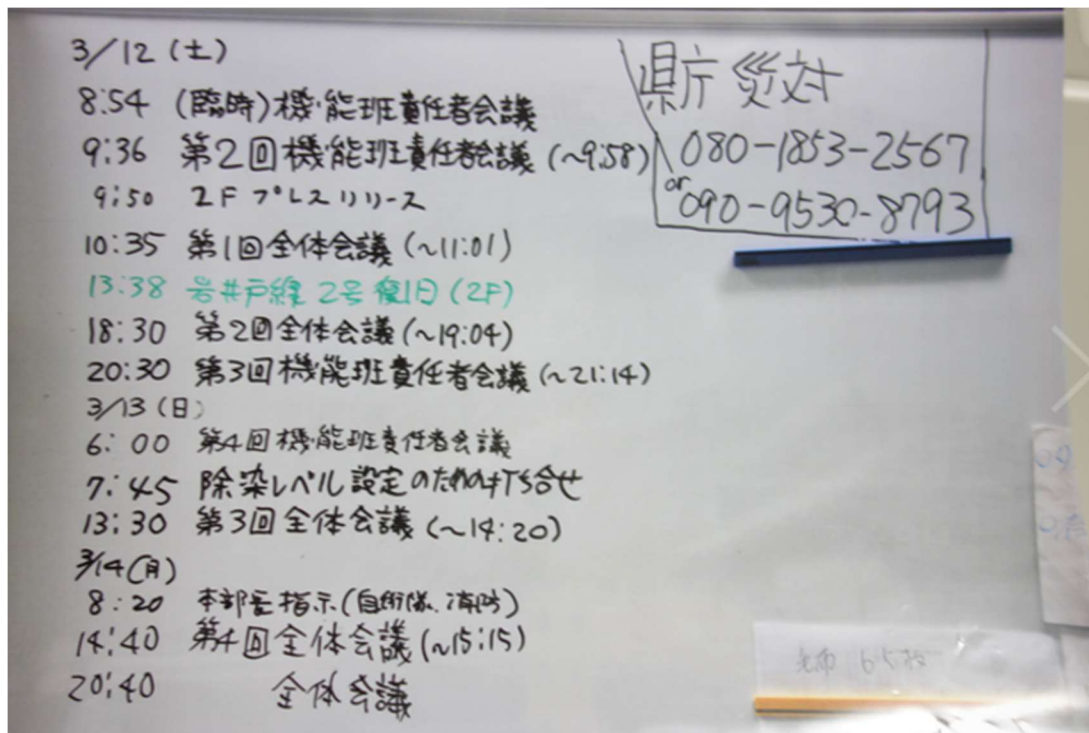 3/12(土)
8:54 (臨時)機能班責任者会議
9:36 第2回機能班責任者会議(~9:58)
9:50 2F プレスリリース
10:35 第1回全体会議(~11:01)
13:38 岩井戸線 2号復旧(2F)
18:30 第2回全体会議(~19:04)
20:30 第3回機能班責任者会議(~21:14)
3/13(日)
6:00 第4回機能班責任者会議
7:45 除染レベル設定のための打ち合せ
13:30 第3回全体会議(~14:20)
3/14(月)
8:20 本部長指示(自衛隊、消防)
14:40 第4回全体会議(~15:15)
20:40 全体会議
県庁災対
080-1853-2567
or
090-9530-8793